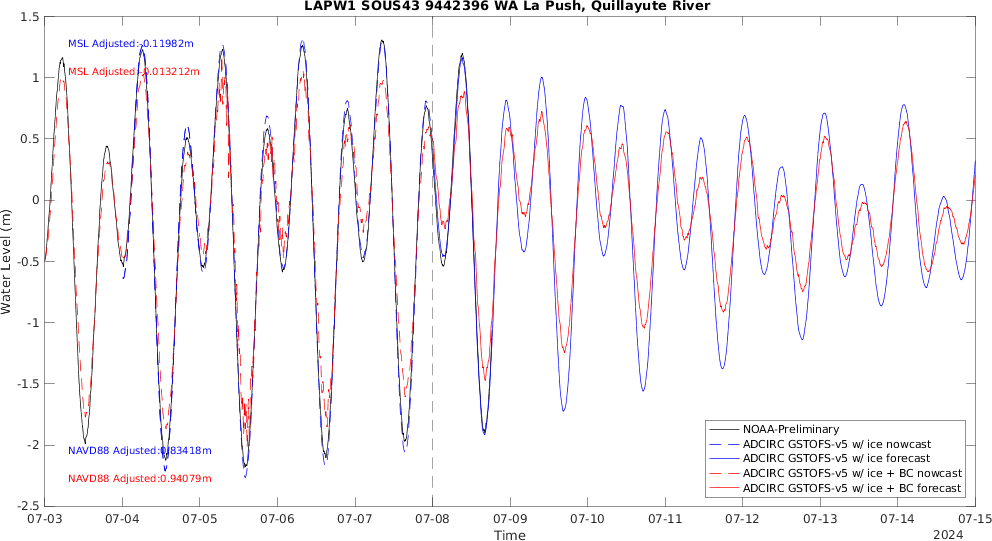 LAPW1 SOUS43 9442396 WA La Push, Quillayute River
1.5
1
0.5
0
-0.5
-1
-1.5
-2
-2.5
Water Level (m)
MSL Adjusted:-0.11982m
MSL Adjusted:-0.013212m
NAVD88 Adjusted:0.83418m
NAVD88 Adjusted:0.94079m
NOAA-Preliminary
ADCIRC GSTOFS-v5 w/ ice nowcast
ADCIRC GSTOFS-v5 w/ ice forecast
ADCIRC GSTOFS-v5 w/ ice + BC nowcast
ADCIRC GSTOFS-v5 w/ ice + BC forecast
07-03 07-04 07-05 07-06 07-07 07-08 07-09 07-10 07-11 07-12 07-13 07-14 07-15
Time
2024